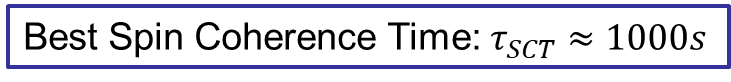 Best Spin Coherence Time: τ_SCT ≈ 1000s